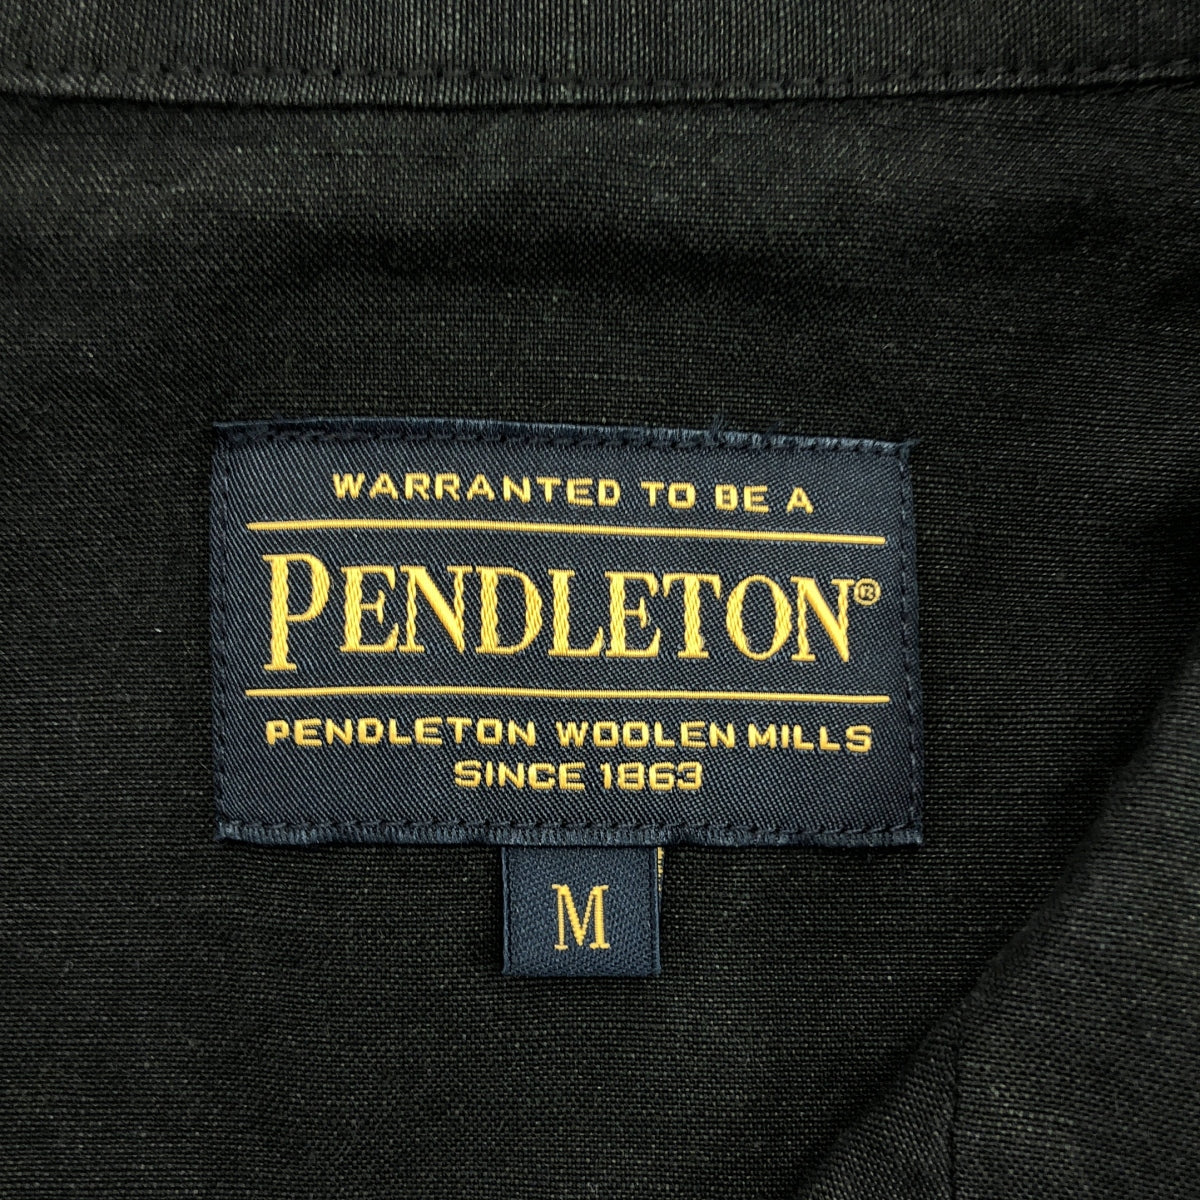 WARRANTED TO BE A
PENDLETON®
PENDLETON WOOLEN MILLS
SINCE 1863
M